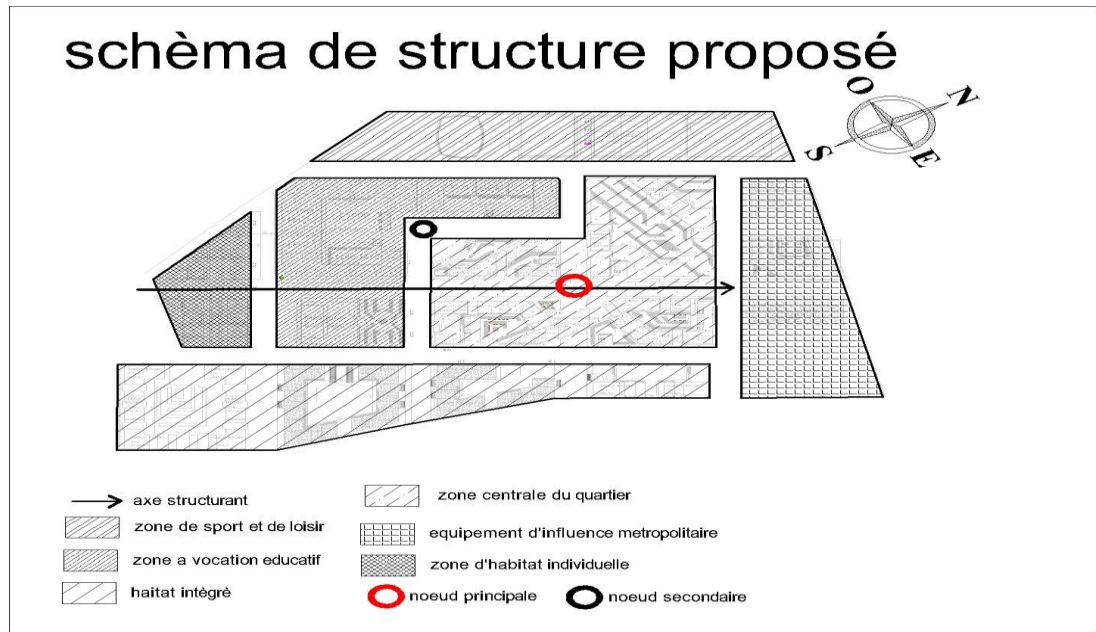 schèma de structure proposé
O
N
S
E
axe structurant
zone centrale du quartier
zone de sport et de loisir
equipement d'influence metropolitaire
zone a vocation educatif
zone d'habitat individuelle
haitat intègrè
noeud principale
noeud secondaire